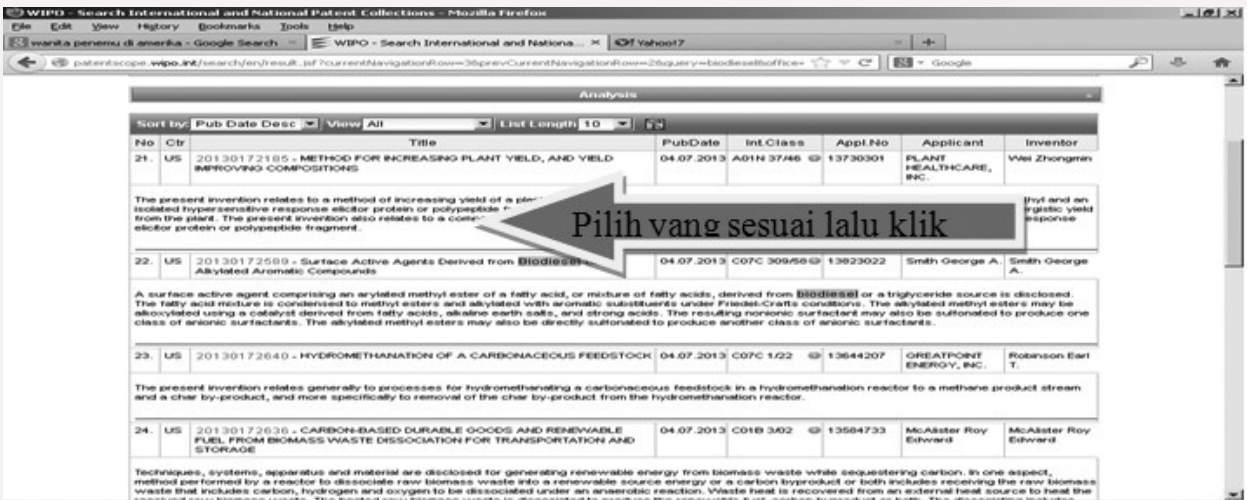 WIPO - Search International and National Patent Collections - Mozilla Firefox
File Edit View History Bookmarks Tools Help
wanita penemu di amerika - Google Search
WIPO - Search International and Nationa...
Yahoo!7
patentscope.wipo.int/search/en/result.jsf?currentNavigationRow=3&prevCurrentNavigationRow=2&query=biodiesel&office=
Google
Analysis
Sort by: Pub Date Desc View All List Length 10
No Ctr Title PubDate Int.Class Appl.No Applicant Inventor
21. US 20130172185 - METHOD FOR INCREASING PLANT YIELD, AND YIELD 04.07.2013 A01N 37/46 13730301 PLANT Wei Zhongmin
IMPROVING COMPOSITIONS HEALTHCARE,
INC.
The present invention relates to a method of increasing yield of a hyl and an
isolated hypersensitive response elicitor protein or polypeptide rgistic yield
from the plant. The present invention also relates to a esponse
elicitor protein or polypeptide fragment.
Pilih yang sesuai lalu klik
22. US 20130172589 - Surface Active Agents Derived from Biodiesel 04.07.2013 C07C 309/58 13823022 Smith George A. Smith George
Alkylated Aromatic Compounds A.
A surface active agent comprising an arylated methyl ester of a fatty acid, or mixture of fatty acids, derived from biodiesel or a triglyceride source is disclosed.
The fatty acid mixture is condensed to methyl esters and alkylated with aromatic substituents under Friedel-Crafts conditions. The alkylated methyl esters may be
alkoxylated using a catalyst derived from fatty acids, alkaline earth salts, and strong acids. The resulting nonionic surfactant may also be sulfonated to produce one
class of anionic surfactants. The alkylated methyl esters may also be directly sulfonated to produce another class of anionic surfactants.
23. US 20130172640 - HYDROMETHANATION OF A CARBONACEOUS FEEDSTOCK 04.07.2013 C07C 1/22 13644207 GREATPOINT Robinson Earl
ENERGY, INC. T.
The present invention relates generally to processes for hydromethanating a carbonaceous feedstock in a hydromethanation reactor to a methane product stream
and a char by-product, and more specifically to removal of the char by-product from the hydromethanation reactor.
24. US 20130172636 - CARBON-BASED DURABLE GOODS AND RENEWABLE 04.07.2013 C01B 3/02 13584733 McAlister Roy McAlister Roy
FUEL FROM BIOMASS WASTE DISSOCIATION FOR TRANSPORTATION AND Edward Edward
STORAGE
Techniques, systems, apparatus and material are disclosed for generating renewable energy from biomass waste while sequestering carbon. In one aspect,
method performed by a reactor to dissociate raw biomass waste into a renewable source energy or a carbon byproduct or both includes receiving the raw biomass
waste that includes carbon, hydrogen and oxygen to be dissociated under an anaerobic reaction. Waste heat is recovered from an external heat source to heat the